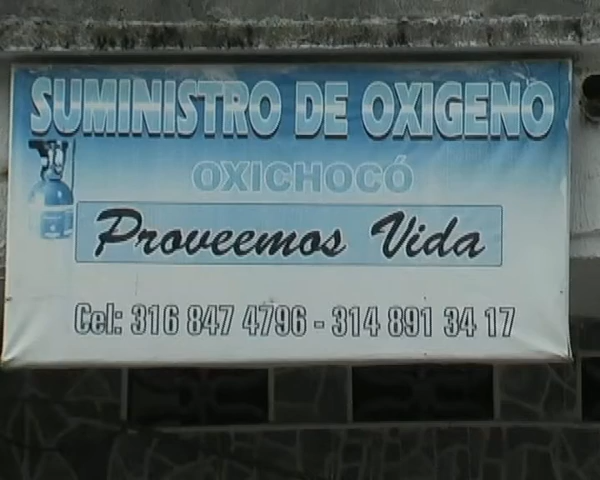 SUMINISTRO DE OXIGENO
OXICHOCÓ
Proveemos Vida
Cel: 316 847 4796 - 314 891 34 17